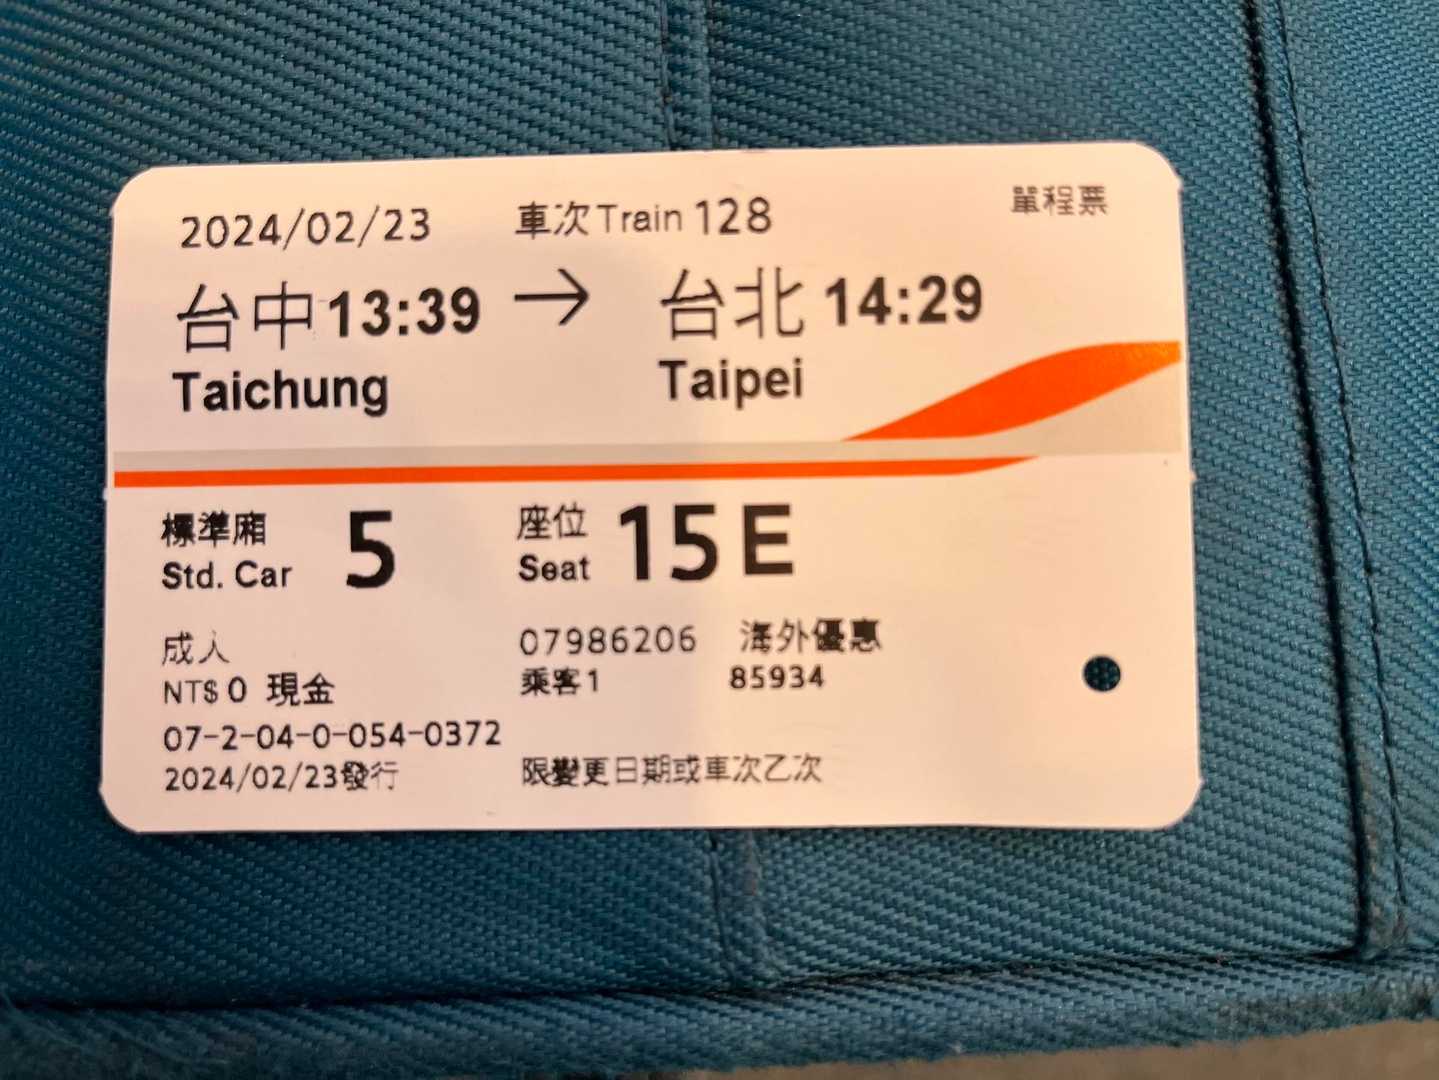 2024/02/23 車次Train 128 單程票
台中13:39 → 台北 14:29
Taichung Taipei
標準廂 5 座位 15E
Std. Car Seat
成人 07986206 海外優惠
NT$0 現金 乘客1 85934
07-2-04-0-054-0372
2024/02/23發行 限變更日期或車次乙次